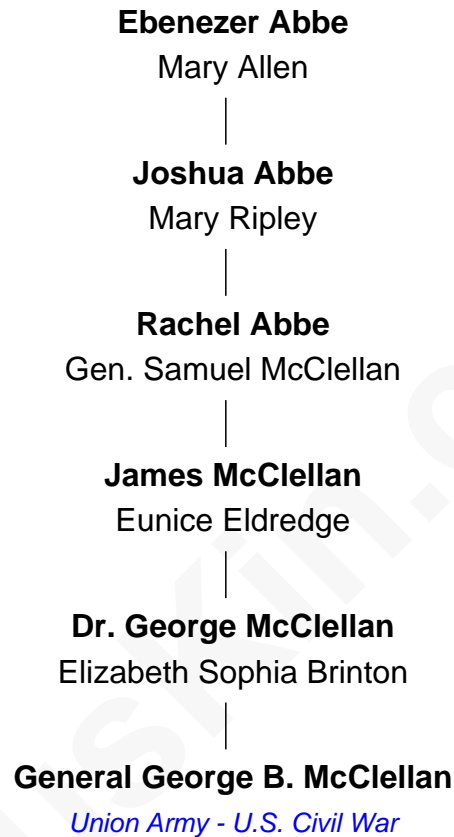 Ebenezer Abbe
Mary Allen
Joshua Abbe
Mary Ripley
Rachel Abbe
Gen. Samuel McClellan
James McClellan
Eunice Eldredge
Dr. George McClellan
Elizabeth Sophia Brinton
General George B. McClellan
Union Army - U.S. Civil War